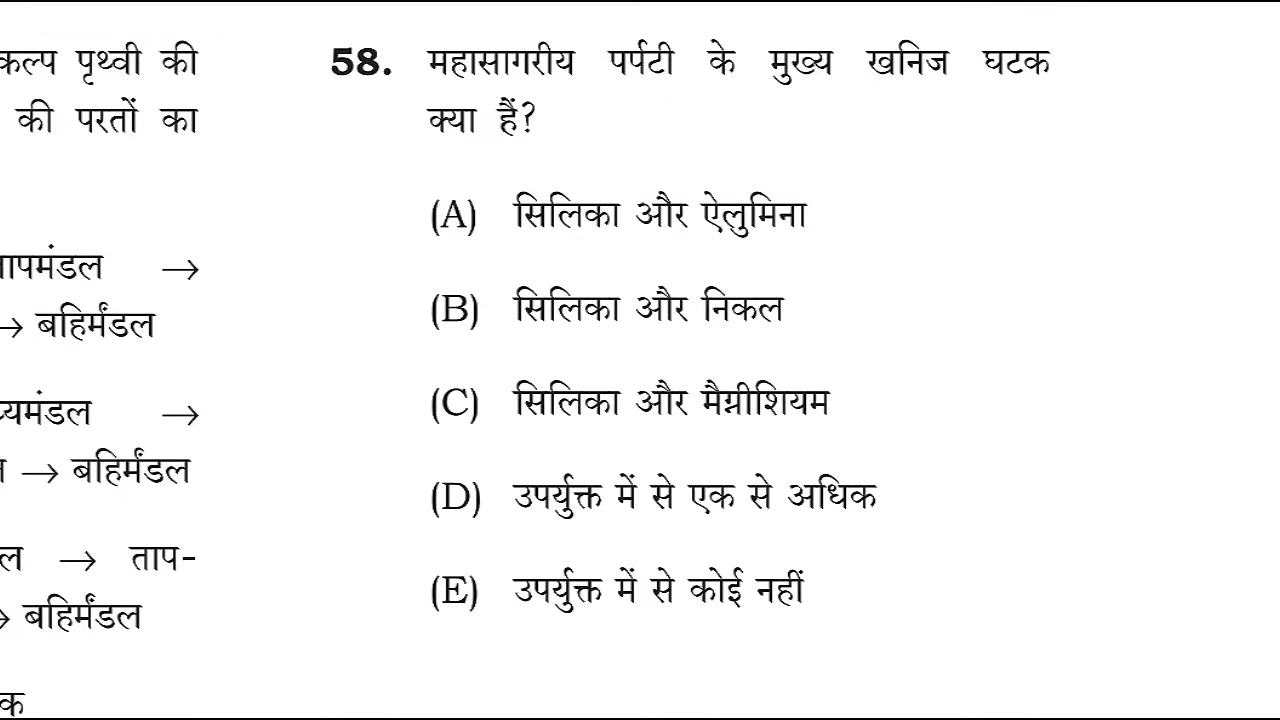 कल्प पृथ्वी की
की परतों का
→
→ बहिर्मंडल
→
→ बहिर्मंडल
→ ताप-
बहिर्मंडल
58. महासागरीय पर्पटी के मुख्य खनिज घटक
क्या हैं?
(A) सिलिका और ऐलुमिना
(B) सिलिका और निकल
(C) सिलिका और मैग्नीशियम
(D) उपर्युक्त में से एक से अधिक
(E) उपर्युक्त में से कोई नहीं